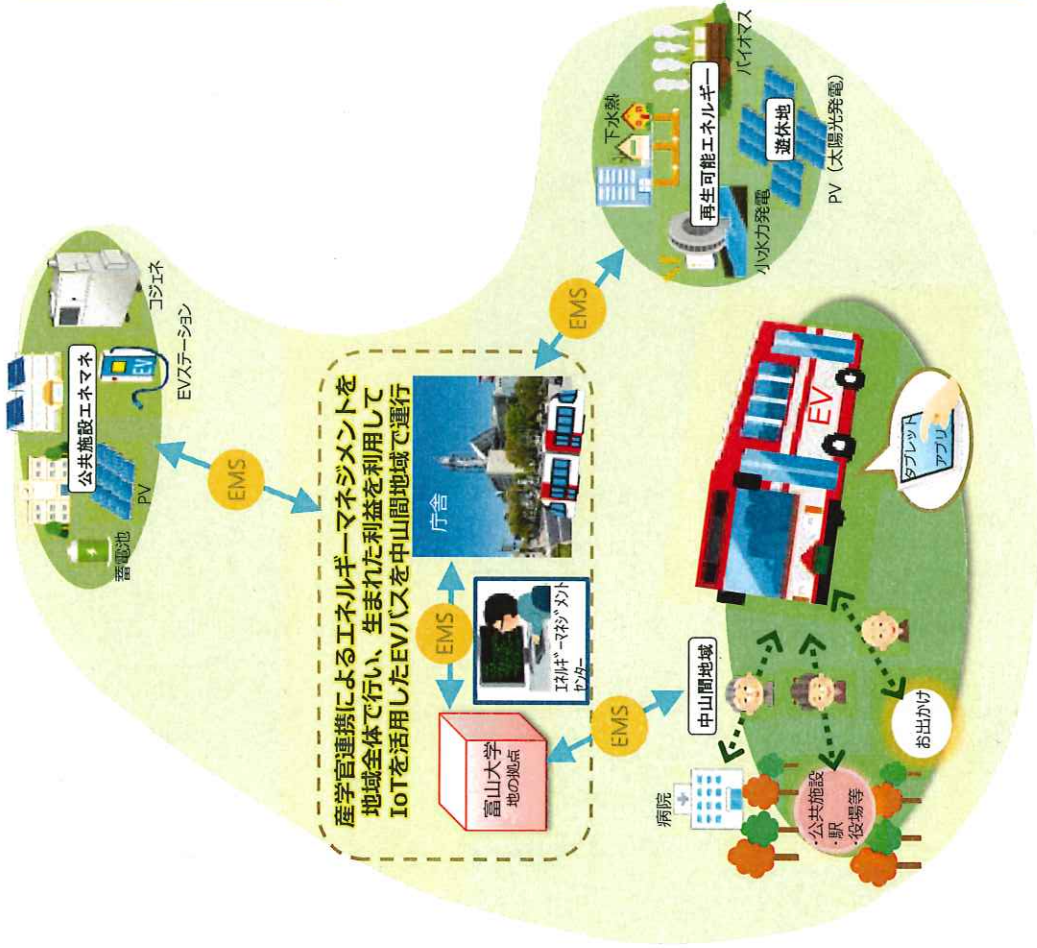 公共施設エネマネ
蓄電池
PV
EVステーション
EV
コジェネ
EMS
産学官連携によるエネルギーマネジメントを
地域全体で行い、生まれた利益を利用して
IoTを活用したEVバスを中山間地域で運行
富山大学
地の拠点
EMS
エネルギーマネジメント
センター
庁舎
EMS
EMS
下水熱
再生可能エネルギー
バイオマス
小水力発電
遊休地
PV（太陽光発電）
中山間地域
病院
・公共施設
・駅
・役場等
お出かけ
EV
タブレット
アプリ